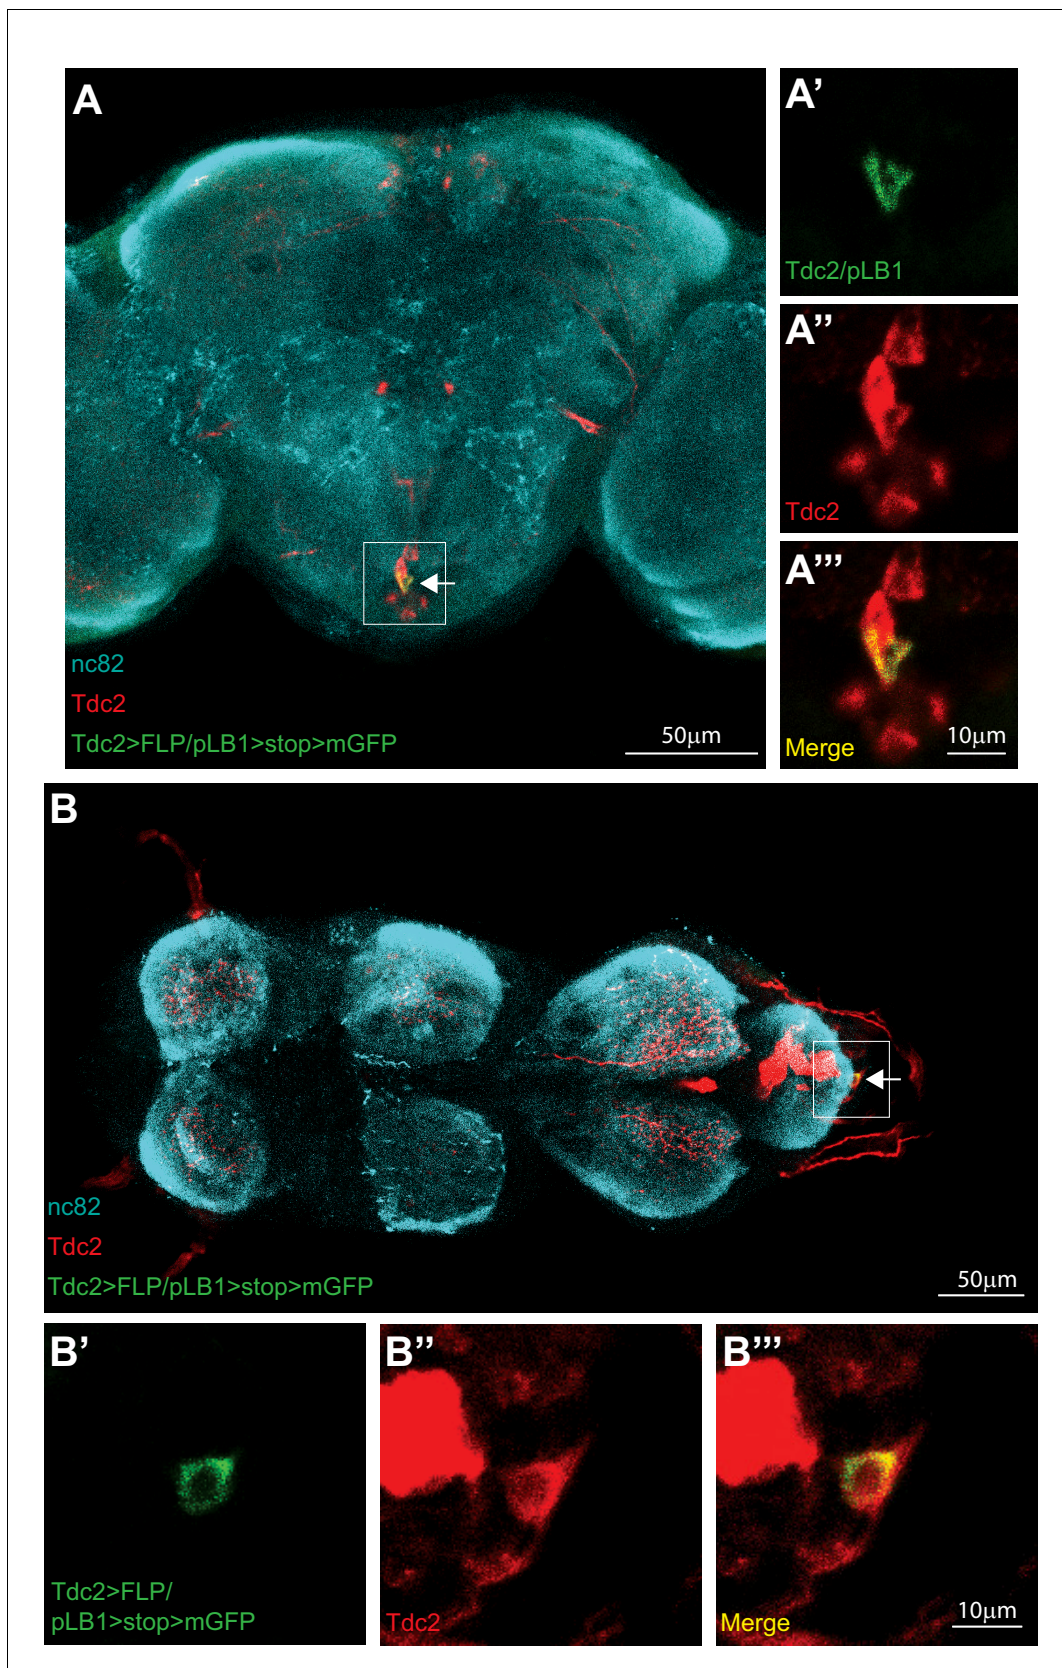 A
nc82
Tdc2
Tdc2>FLP/pLB1>stop>mGFP
50μm
A’
Tdc2/pLB1
A’’
Tdc2
A’’’
Merge
10μm
B
nc82
Tdc2
Tdc2>FLP/pLB1>stop>mGFP
50μm
B’
Tdc2>FLP/
pLB1>stop>mGFP
B’’
Tdc2
B’’’
Merge
10μm